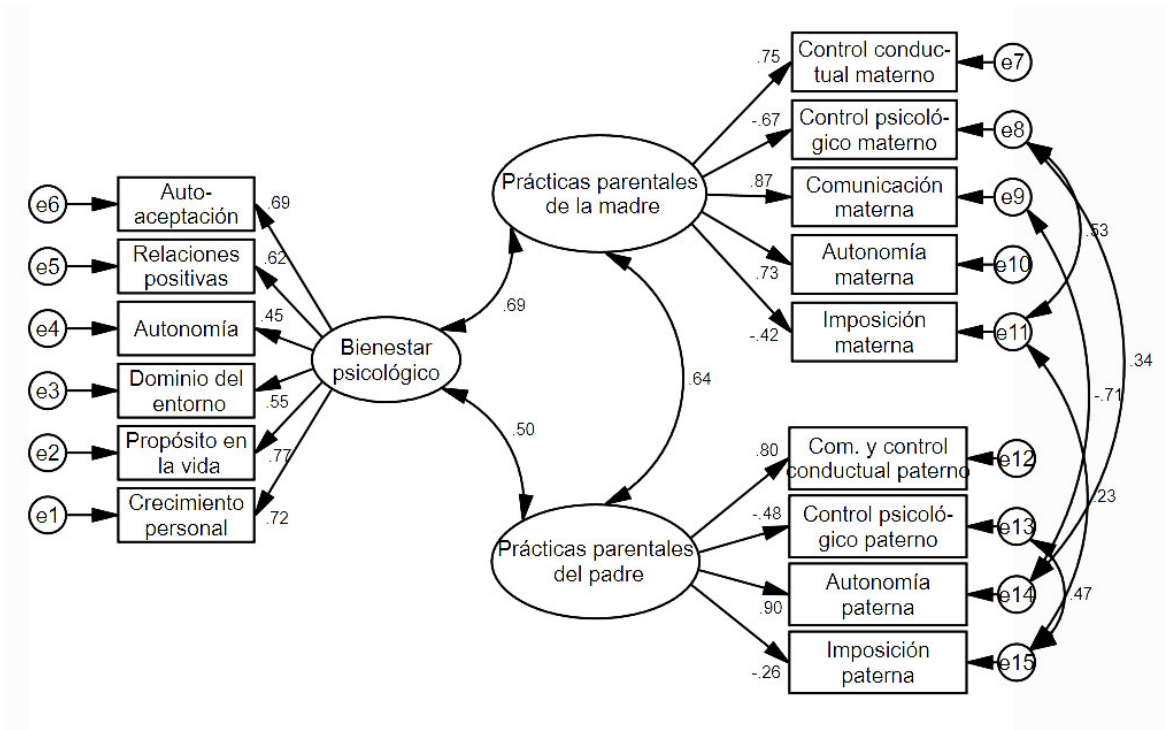 Control conduc-
tual materno
e7
.75
Control psicoló-
gico materno
e8
-.67
Prácticas parentales
de la madre
.87
Comunicación
materna
e9
Auto-
aceptación
e6
.69
.53
Relaciones
positivas
e5
.62
.73
Autonomía
materna
e10
Autonomía
e4
.45
.69
-.42
Imposición
materna
e11
Bienestar
psicológico
.34
Dominio del
entorno
e3
.55
.64
-.71
Propósito en
la vida
e2
.77
.50
.80
Com. y control
conductual paterno
e12
Crecimiento
personal
e1
.72
.23
-.48
Control psicoló-
gico paterno
e13
Prácticas parentales
del padre
.90
Autonomía
paterna
e14
.47
-.26
Imposición
paterna
e15